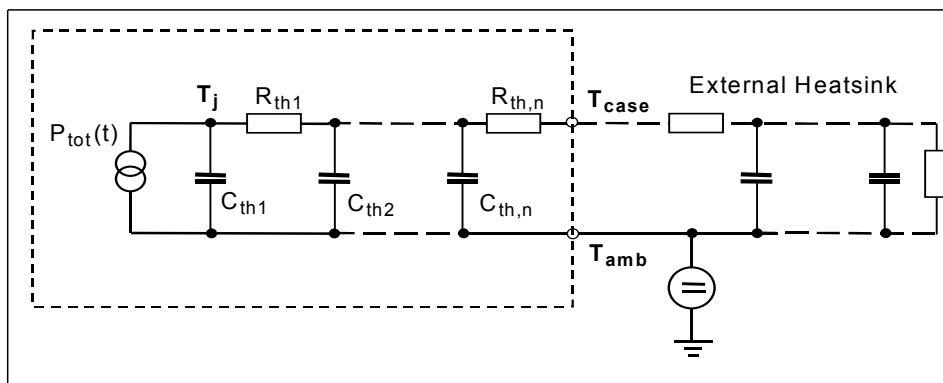 External Heatsink
T_j
R_th1
R_th,n
T_case
P_tot(t)
C_th1
C_th2
C_th,n
T_amb